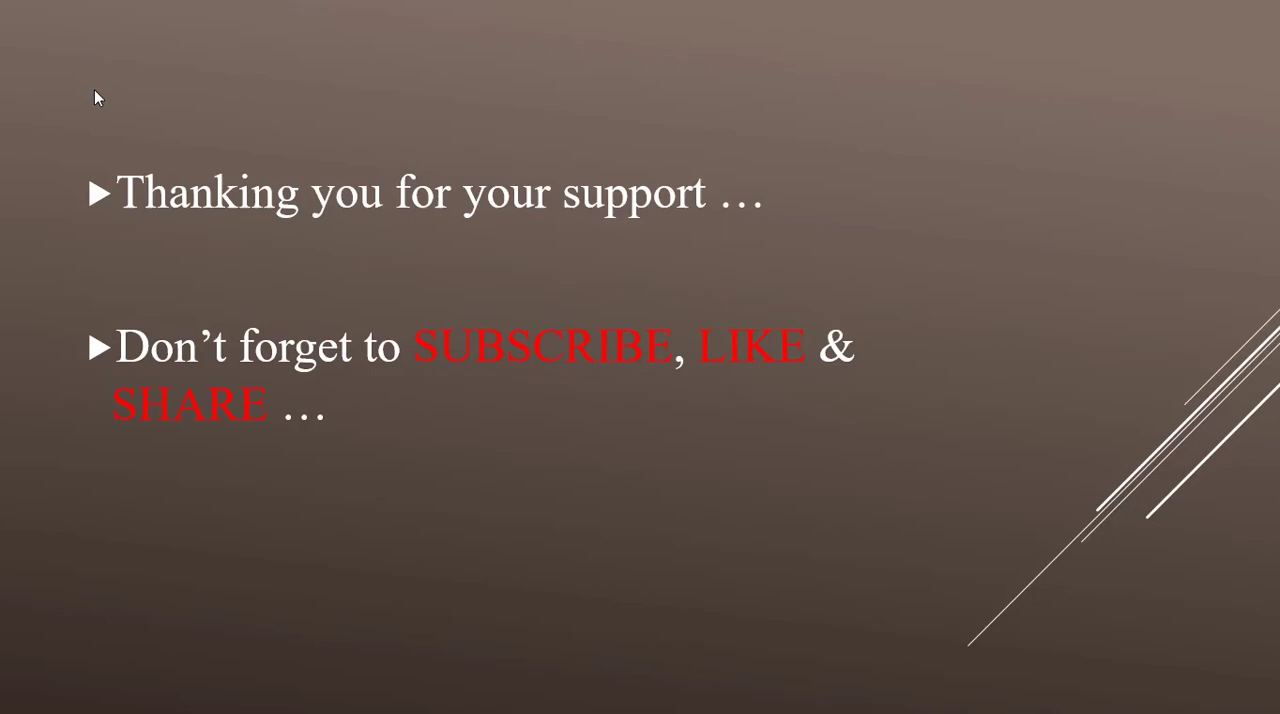 Thanking you for your support …
Don’t forget to SUBSCRIBE, LIKE &
SHARE …